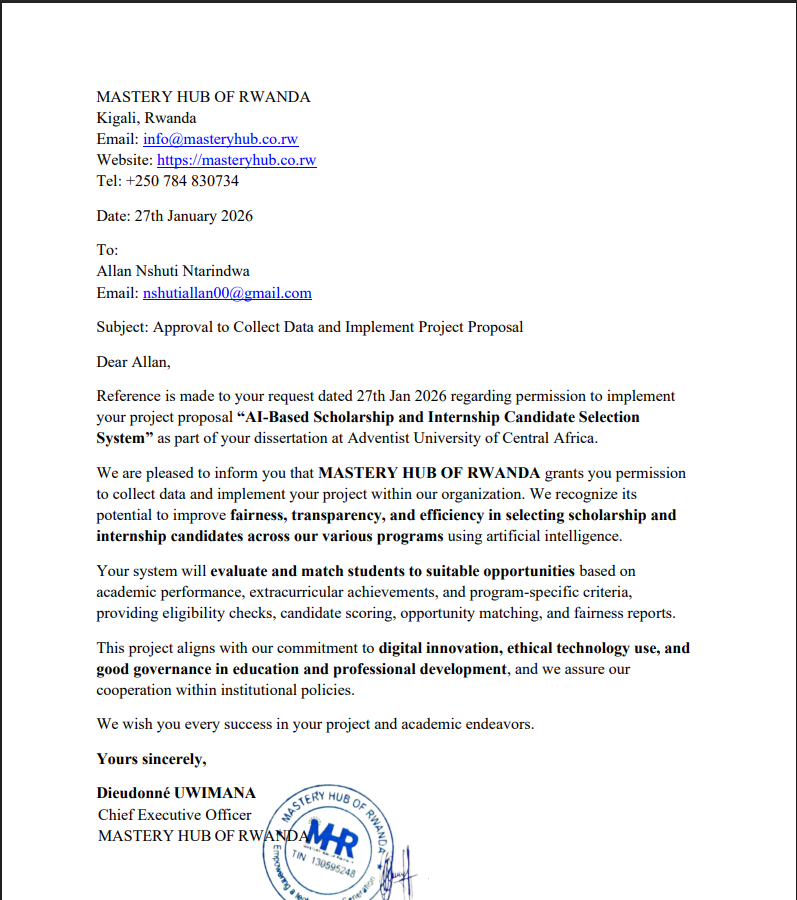 MASTERY HUB OF RWANDA
Kigali, Rwanda
Email: info@masteryhub.co.rw
Website: https://masteryhub.co.rw
Tel: +250 784 830734
Date: 27th January 2026
To:
Allan Nshuti Ntarindwa
Email: nshutiallan00@gmail.com
Subject: Approval to Collect Data and Implement Project Proposal
Dear Allan,
Reference is made to your request dated 27th Jan 2026 regarding permission to implement
your project proposal “AI-Based Scholarship and Internship Candidate Selection
System” as part of your dissertation at Adventist University of Central Africa.
We are pleased to inform you that MASTERY HUB OF RWANDA grants you permission
to collect data and implement your project within our organization. We recognize its
potential to improve fairness, transparency, and efficiency in selecting scholarship and
internship candidates across our various programs using artificial intelligence.
Your system will evaluate and match students to suitable opportunities based on
academic performance, extracurricular achievements, and program-specific criteria,
providing eligibility checks, candidate scoring, opportunity matching, and fairness reports.
This project aligns with our commitment to digital innovation, ethical technology use, and
good governance in education and professional development, and we assure our
cooperation within institutional policies.
We wish you every success in your project and academic endeavors.
Yours sincerely,
Dieudonné UWIMANA
Chief Executive Officer
MASTERY HUB OF RWANDA
MASTERY HUB OF RWANDA
MHR
TIN 130595248
Empowering a